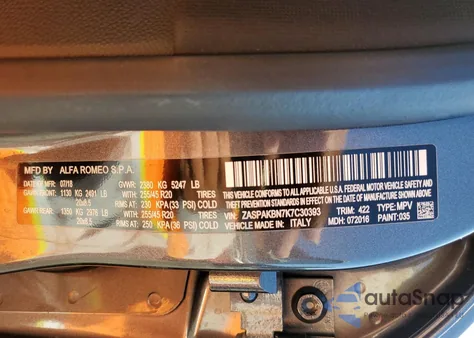 MFD BY ALFA ROMEO S.P.A.
DATE OF MFR 07/18 GVWR: 2380 KG 5247 LB
GAWR FRONT: 1130 KG 2491 LB WITH 255/45 R20 TIRES
20x8.5 RIMS AT 230 KPA(33 PSI) COLD
GAWR REAR: 1350 KG 2976 LB WITH 255/45 R20 TIRES
20x8.5 RIMS AT 250 KPA(36 PSI) COLD
THIS VEHICLE CONFORMS TO ALL APPLICABLE U.S.A. FEDERAL MOTOR VEHICLE SAFETY AND
THEFT PREVENTION STANDARDS IN EFFECT ON THE DATE OF MANUFACTURE SHOWN ABOVE
VIN: ZASPAKBN7K7C30393 TRIM: 422 TYPE: MPV
VEHICLE MADE IN: ITALY MDH: 072016 PAINT: 035
autoSnap